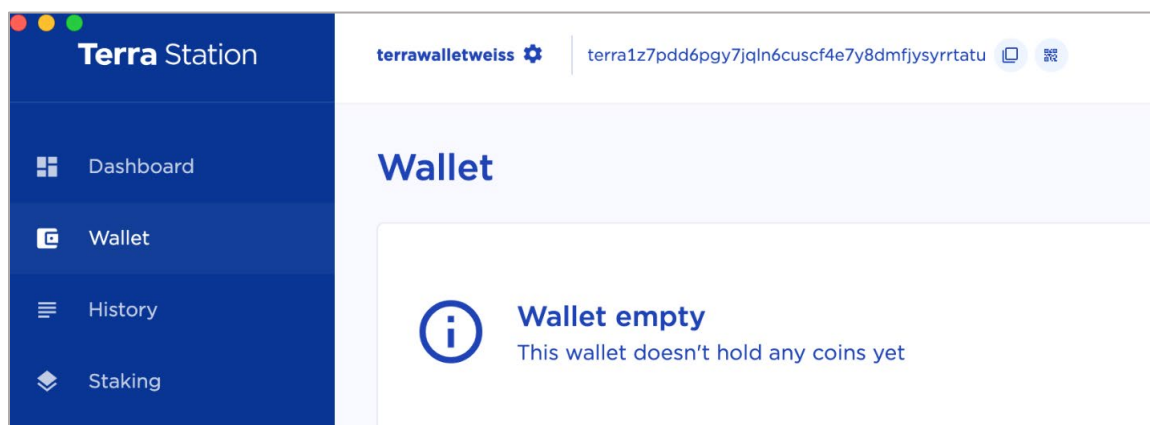 Terra Station
terrawalletweiss
terra1z7pdd6pgy7jqln6cuscf4e7y8dmfjysyrrtatu
Dashboard
Wallet
History
Staking
Wallet
Wallet empty
This wallet doesn't hold any coins yet